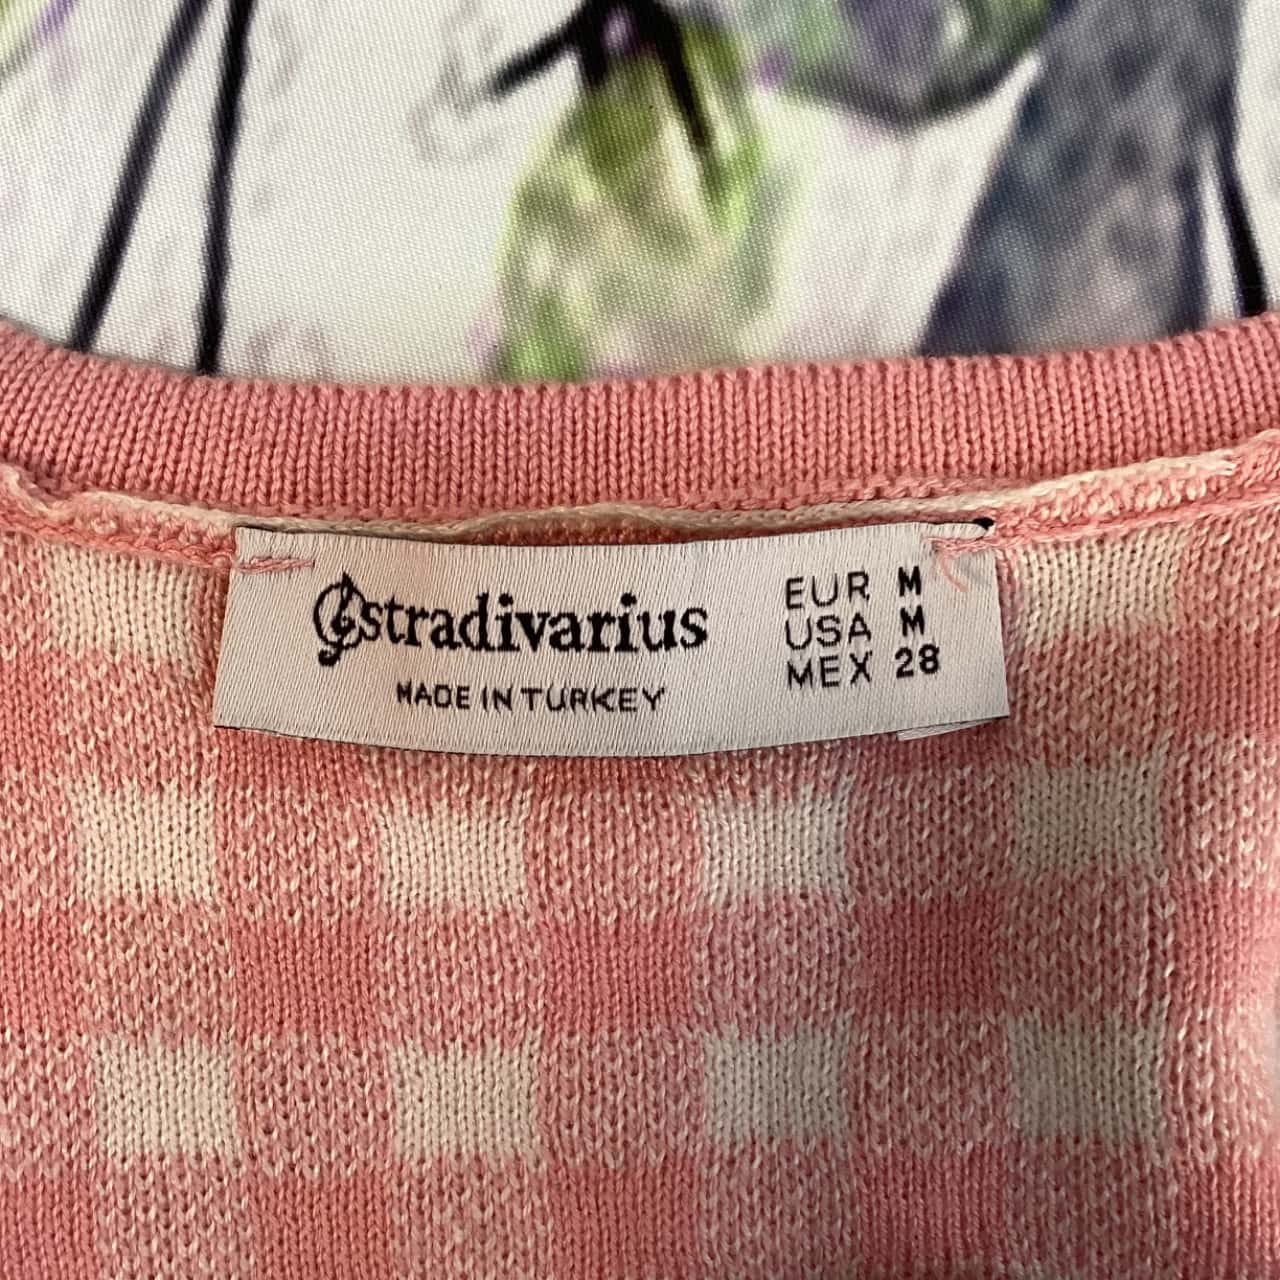 stradivarius
MADE IN TURKEY
EUR M
USA M
MEX 28